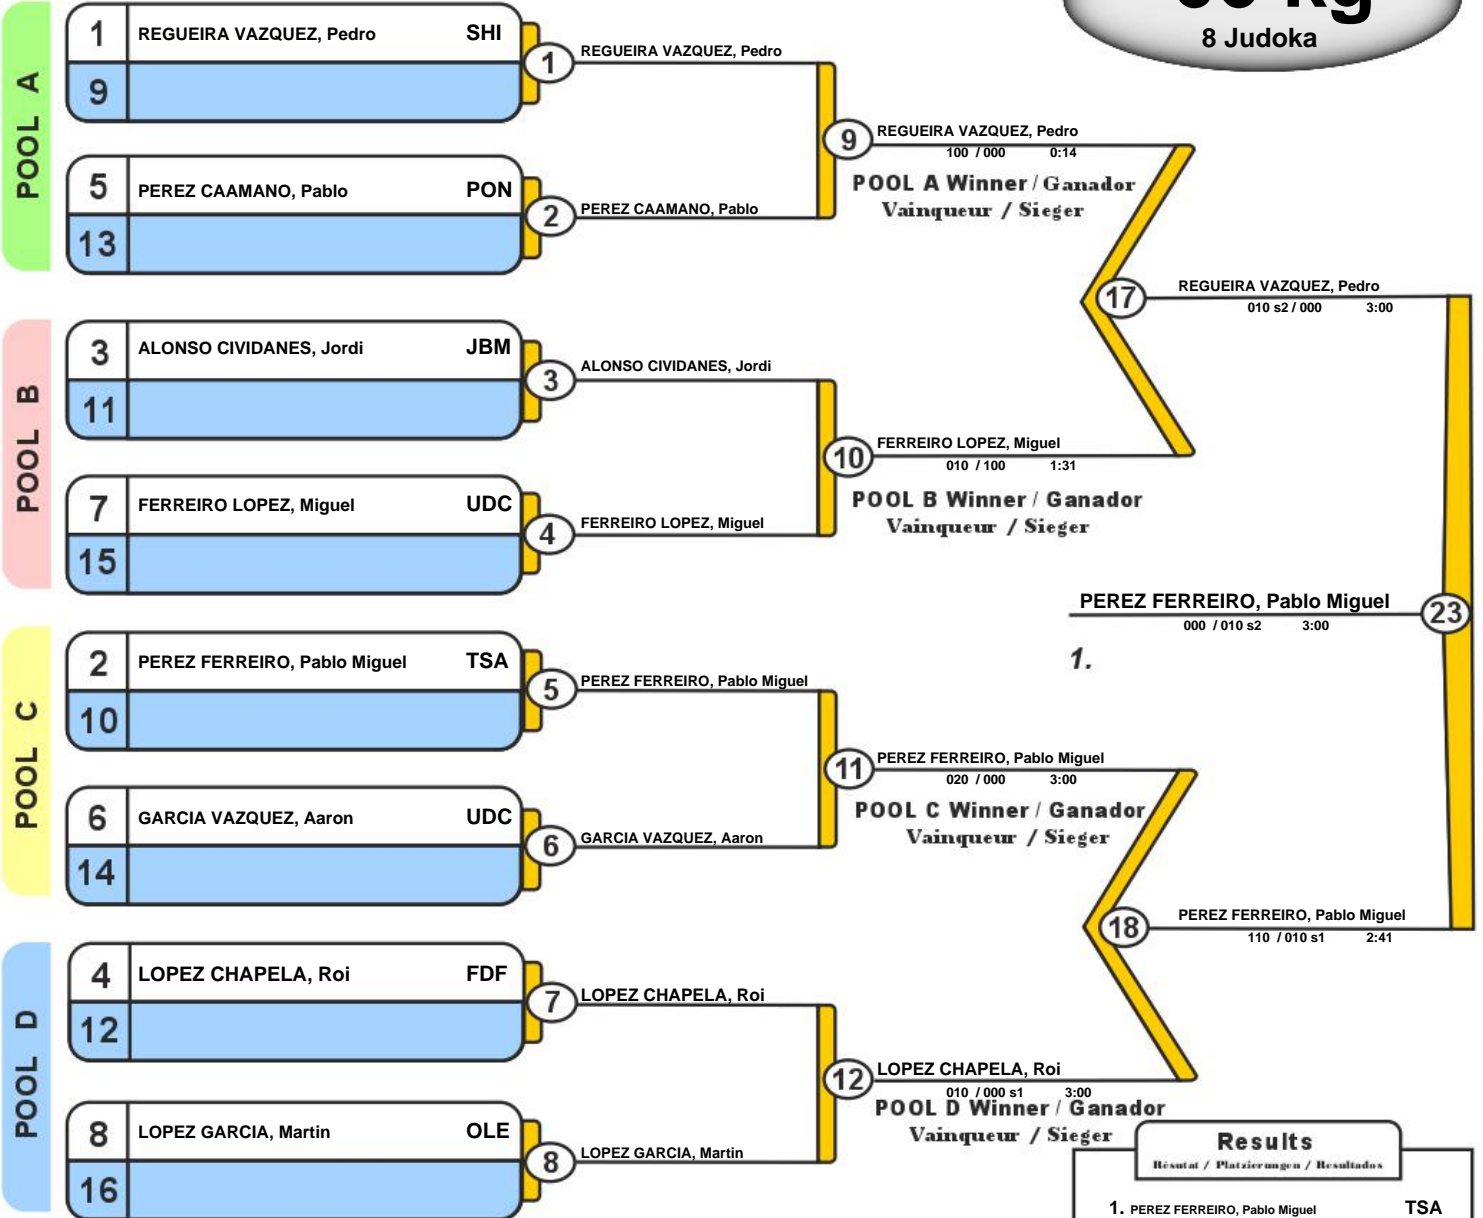 kg
8 Judoka
POOL A
1 REGUEIRA VAZQUEZ, Pedro SHI
9
5 PEREZ CAAMANO, Pablo PON
13
1 REGUEIRA VAZQUEZ, Pedro
2 PEREZ CAAMANO, Pablo
9 REGUEIRA VAZQUEZ, Pedro
100 / 000 0:14
POOL A Winner / Ganador
Vainqueur / Sieger
POOL B
3 ALONSO CIVIDANES, Jordi JBM
11
7 FERREIRO LOPEZ, Miguel UDC
15
3 ALONSO CIVIDANES, Jordi
4 FERREIRO LOPEZ, Miguel
10 FERREIRO LOPEZ, Miguel
010 / 100 1:31
POOL B Winner / Ganador
Vainqueur / Sieger
17 REGUEIRA VAZQUEZ, Pedro
010 s2 / 000 3:00
PEREZ FERREIRO, Pablo Miguel 23
000 / 010 s2 3:00
1.
POOL C
2 PEREZ FERREIRO, Pablo Miguel TSA
10
6 GARCIA VAZQUEZ, Aaron UDC
14
5 PEREZ FERREIRO, Pablo Miguel
6 GARCIA VAZQUEZ, Aaron
11 PEREZ FERREIRO, Pablo Miguel
020 / 000 3:00
POOL C Winner / Ganador
Vainqueur / Sieger
POOL D
4 LOPEZ CHAPELA, Roi FDF
12
8 LOPEZ GARCIA, Martin OLE
16
7 LOPEZ CHAPELA, Roi
8 LOPEZ GARCIA, Martin
12 LOPEZ CHAPELA, Roi
010 / 000 s1 3:00
POOL D Winner / Ganador
Vainqueur / Sieger
18 PEREZ FERREIRO, Pablo Miguel
110 / 010 s1 2:41
Results
Résutat / Platzierungen / Resultados
1. PEREZ FERREIRO, Pablo Miguel TSA